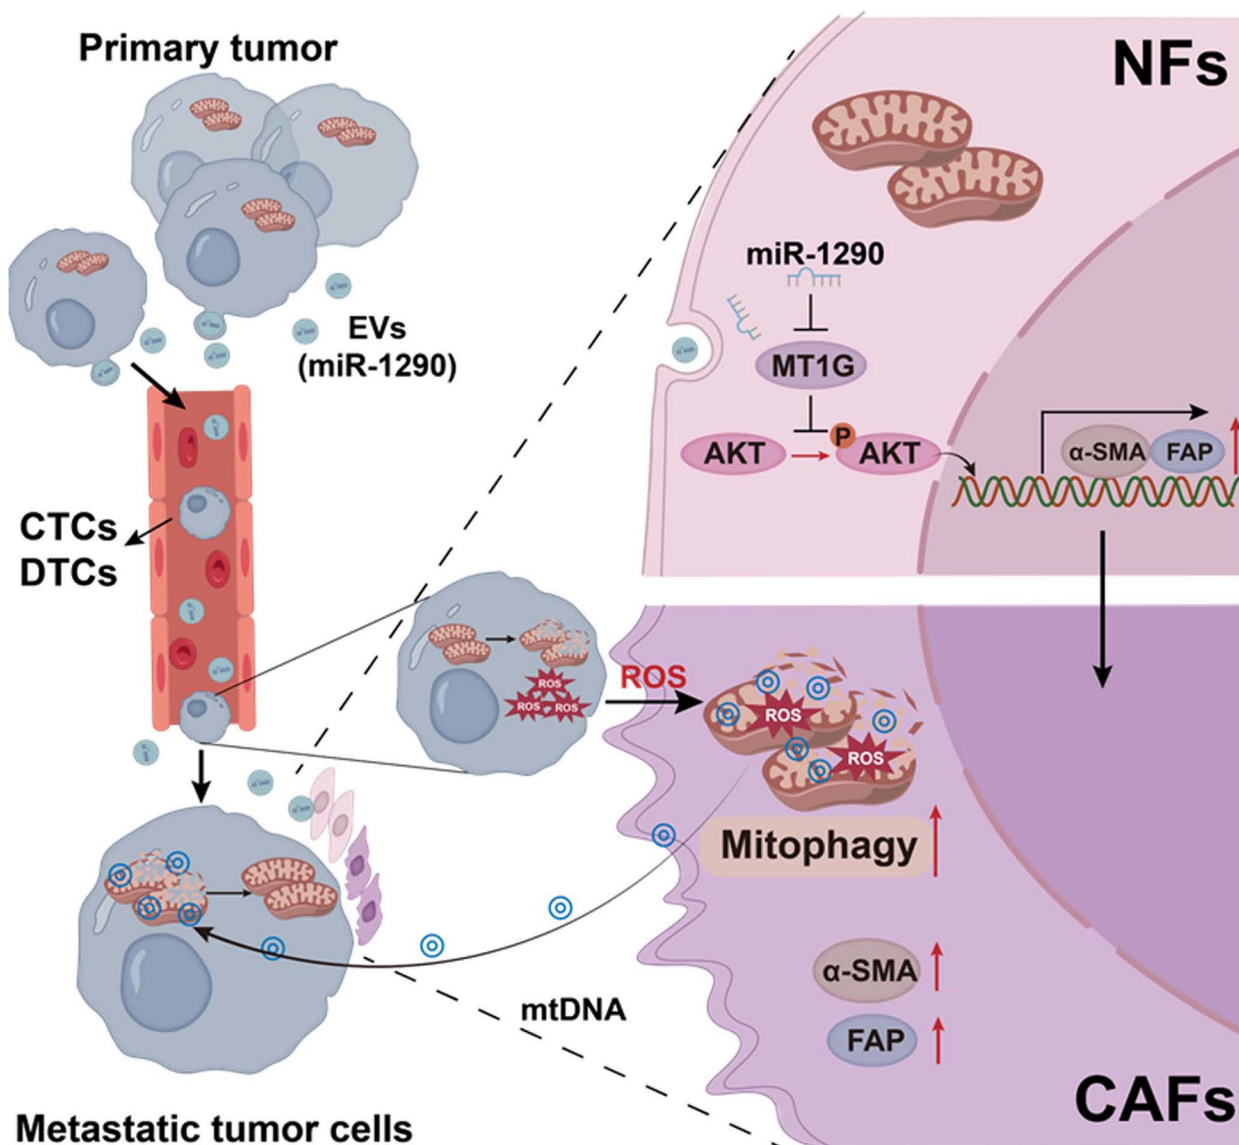 Primary tumor
EVs
(miR-1290)
CTCs
DTCs
NFs
miR-1290
MT1G
AKT
P
AKT
α-SMA
FAP
ROS
ROS
ROS
ROS
ROS
ROS
Mitophagy
α-SMA
FAP
mtDNA
CAFs
Metastatic tumor cells